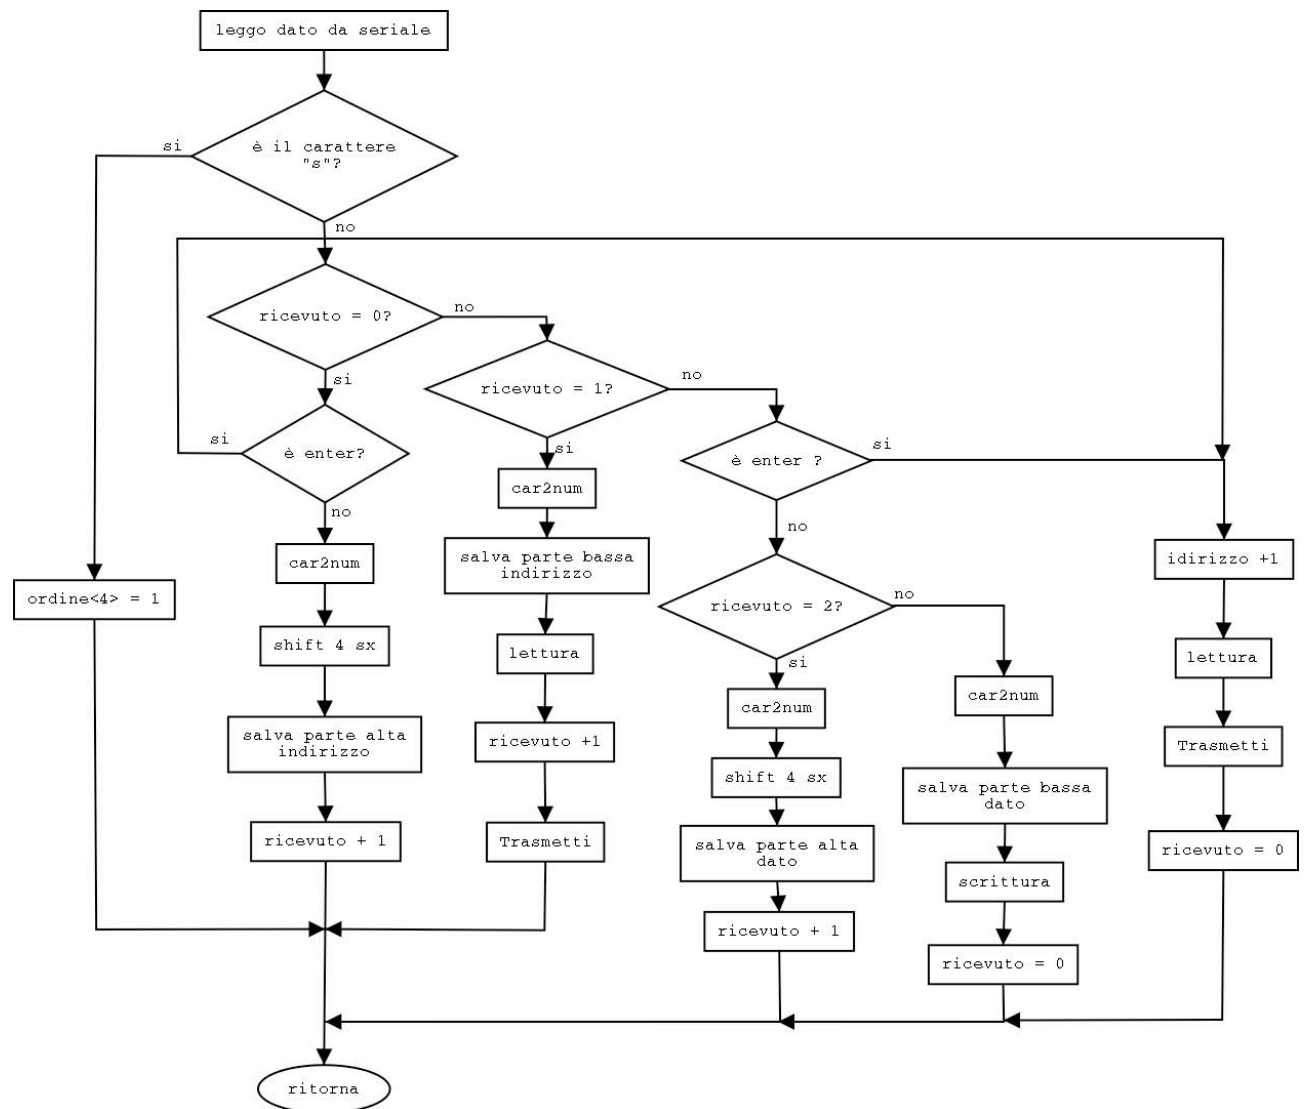 leggo dato da seriale
è il carattere
"s"?
si
no
ricevuto = 0?
no
si
ricevuto = 1?
no
si
è enter?
si
no
è enter ?
si
no
car2num
car2num
salva parte bassa
indirizzo
idirizzo +1
ordine<4> = 1
ricevuto = 2?
no
si
shift 4 sx
lettura
lettura
car2num
car2num
salva parte alta
indirizzo
ricevuto +1
Trasmetti
shift 4 sx
salva parte bassa
dato
ricevuto + 1
Trasmetti
salva parte alta
dato
ricevuto = 0
scrittura
ricevuto + 1
ricevuto = 0
ritorna